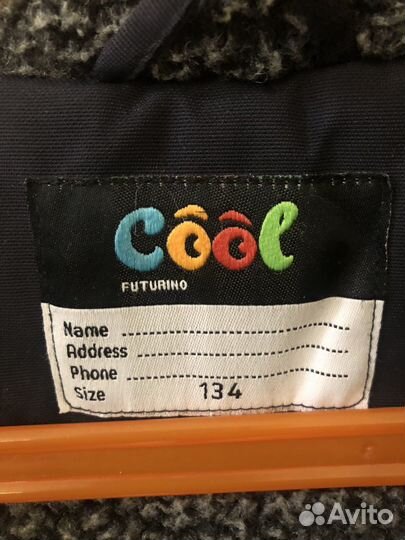 Cool
FUTURINO
Name
Address
Phone
Size 134
Avito